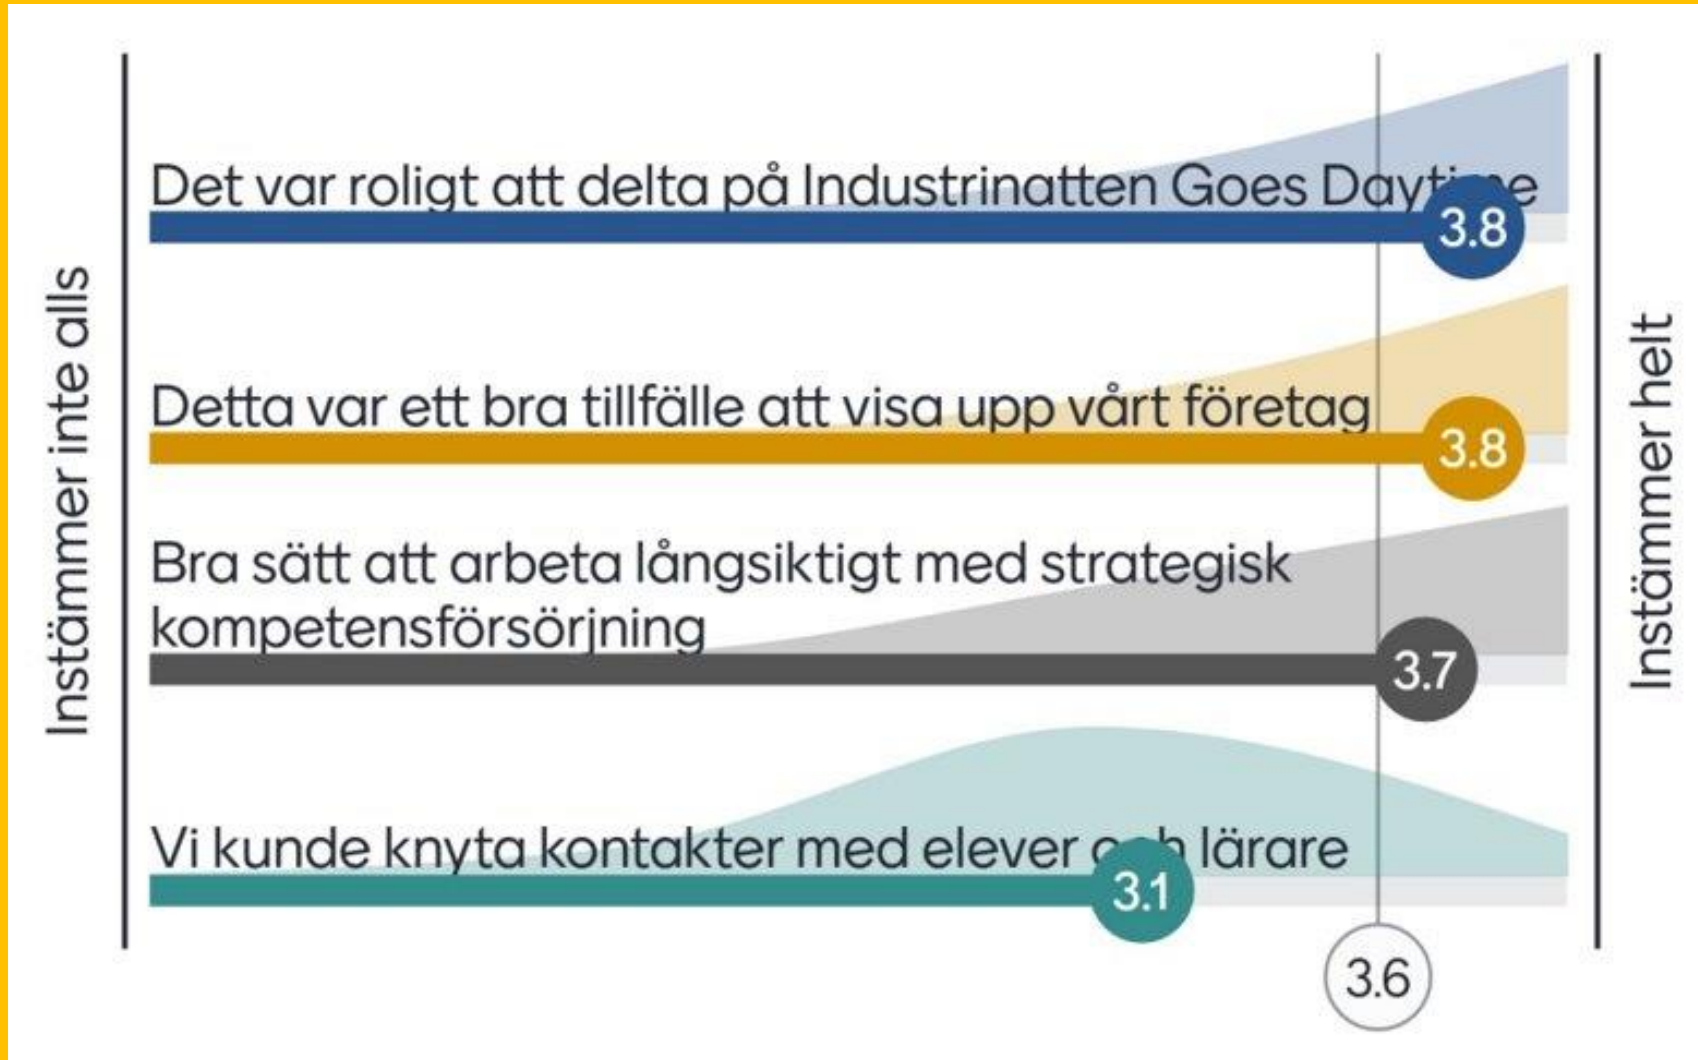 Instämmer inte alls
Det var roligt att delta på Industrinatten Goes Daytime
3.8
Detta var ett bra tillfälle att visa upp vårt företag
3.8
Bra sätt att arbeta långsiktigt med strategisk
kompetensförsörjning
3.7
Vi kunde knyta kontakter med elever och lärare
3.1
3.6
Instämmer helt